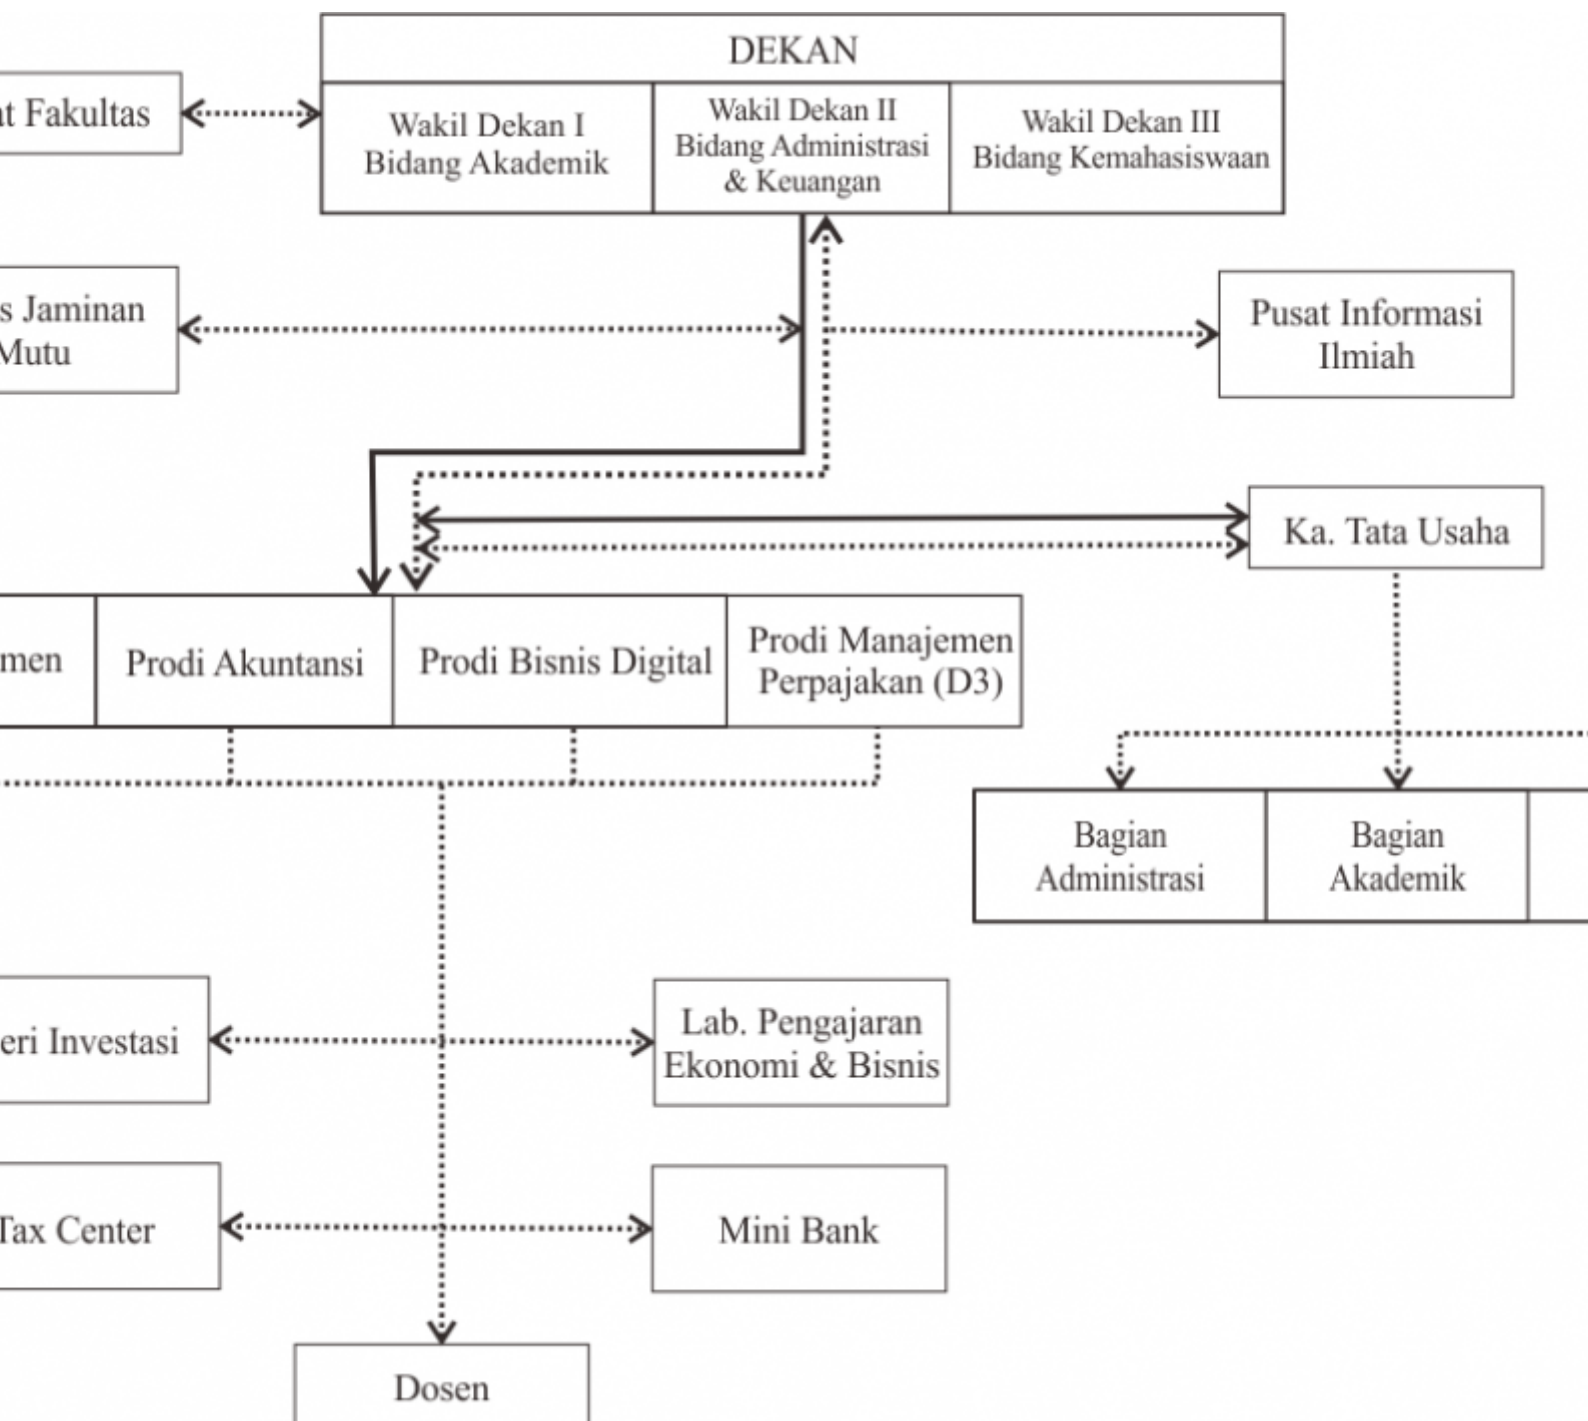 DEKAN
at Fakultas
Wakil Dekan I
Bidang Akademik
Wakil Dekan II
Bidang Administrasi
& Keuangan
Wakil Dekan III
Bidang Kemahasiswaan
s Jaminan
Mutu
Pusat Informasi
Ilmiah
Ka. Tata Usaha
men
Prodi Akuntansi
Prodi Bisnis Digital
Prodi Manajemen
Perpajakan (D3)
Bagian
Administrasi
Bagian
Akademik
eri Investasi
Lab. Pengajaran
Ekonomi & Bisnis
Tax Center
Mini Bank
Dosen